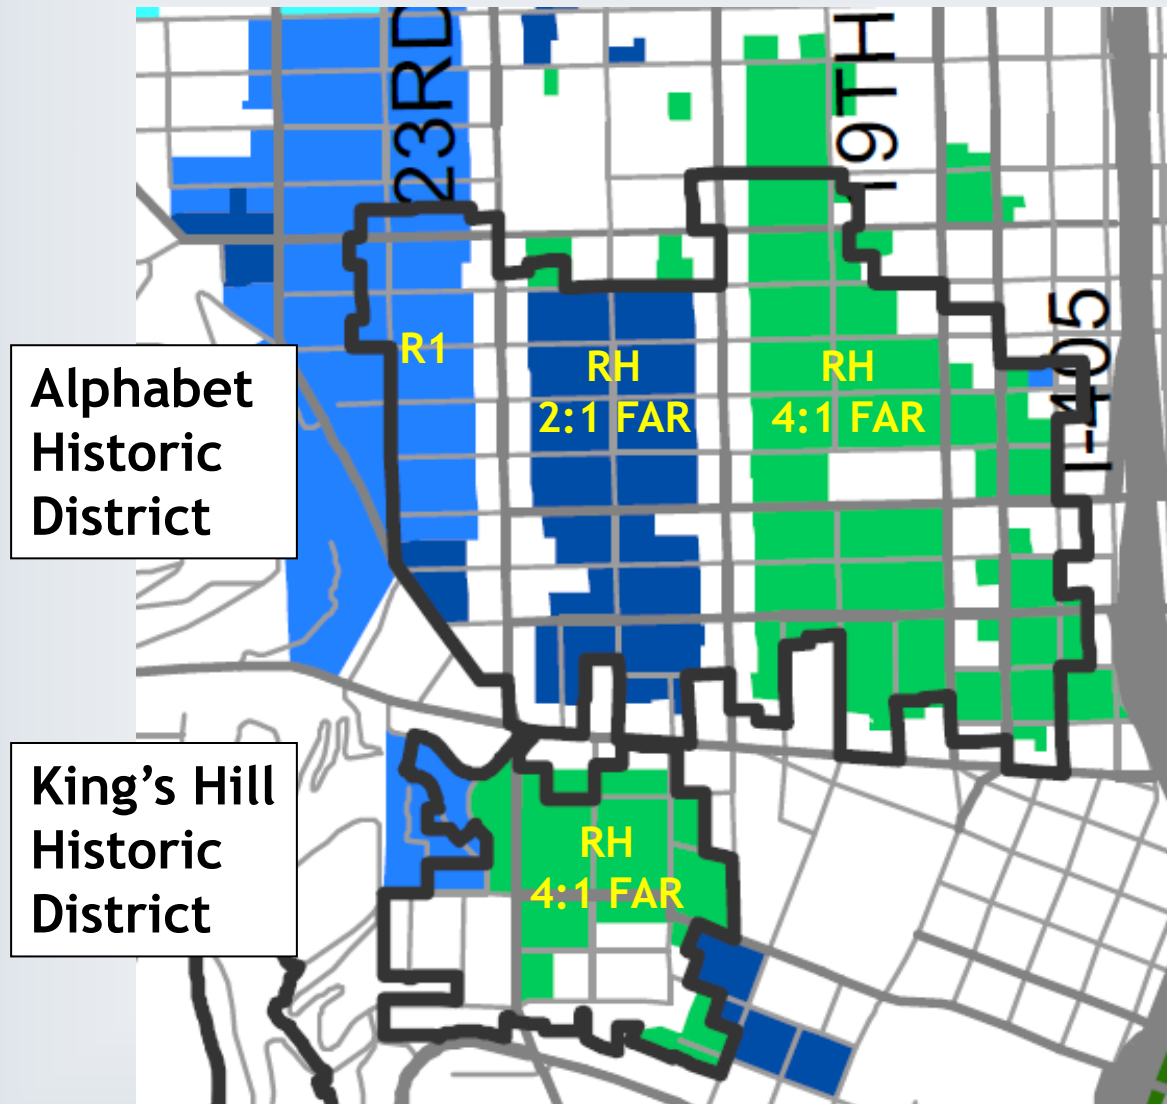 23RD
19TH
I-405
R1
RH
2:1 FAR
RH
4:1 FAR
Alphabet
Historic
District
King’s Hill
Historic
District
RH
4:1 FAR